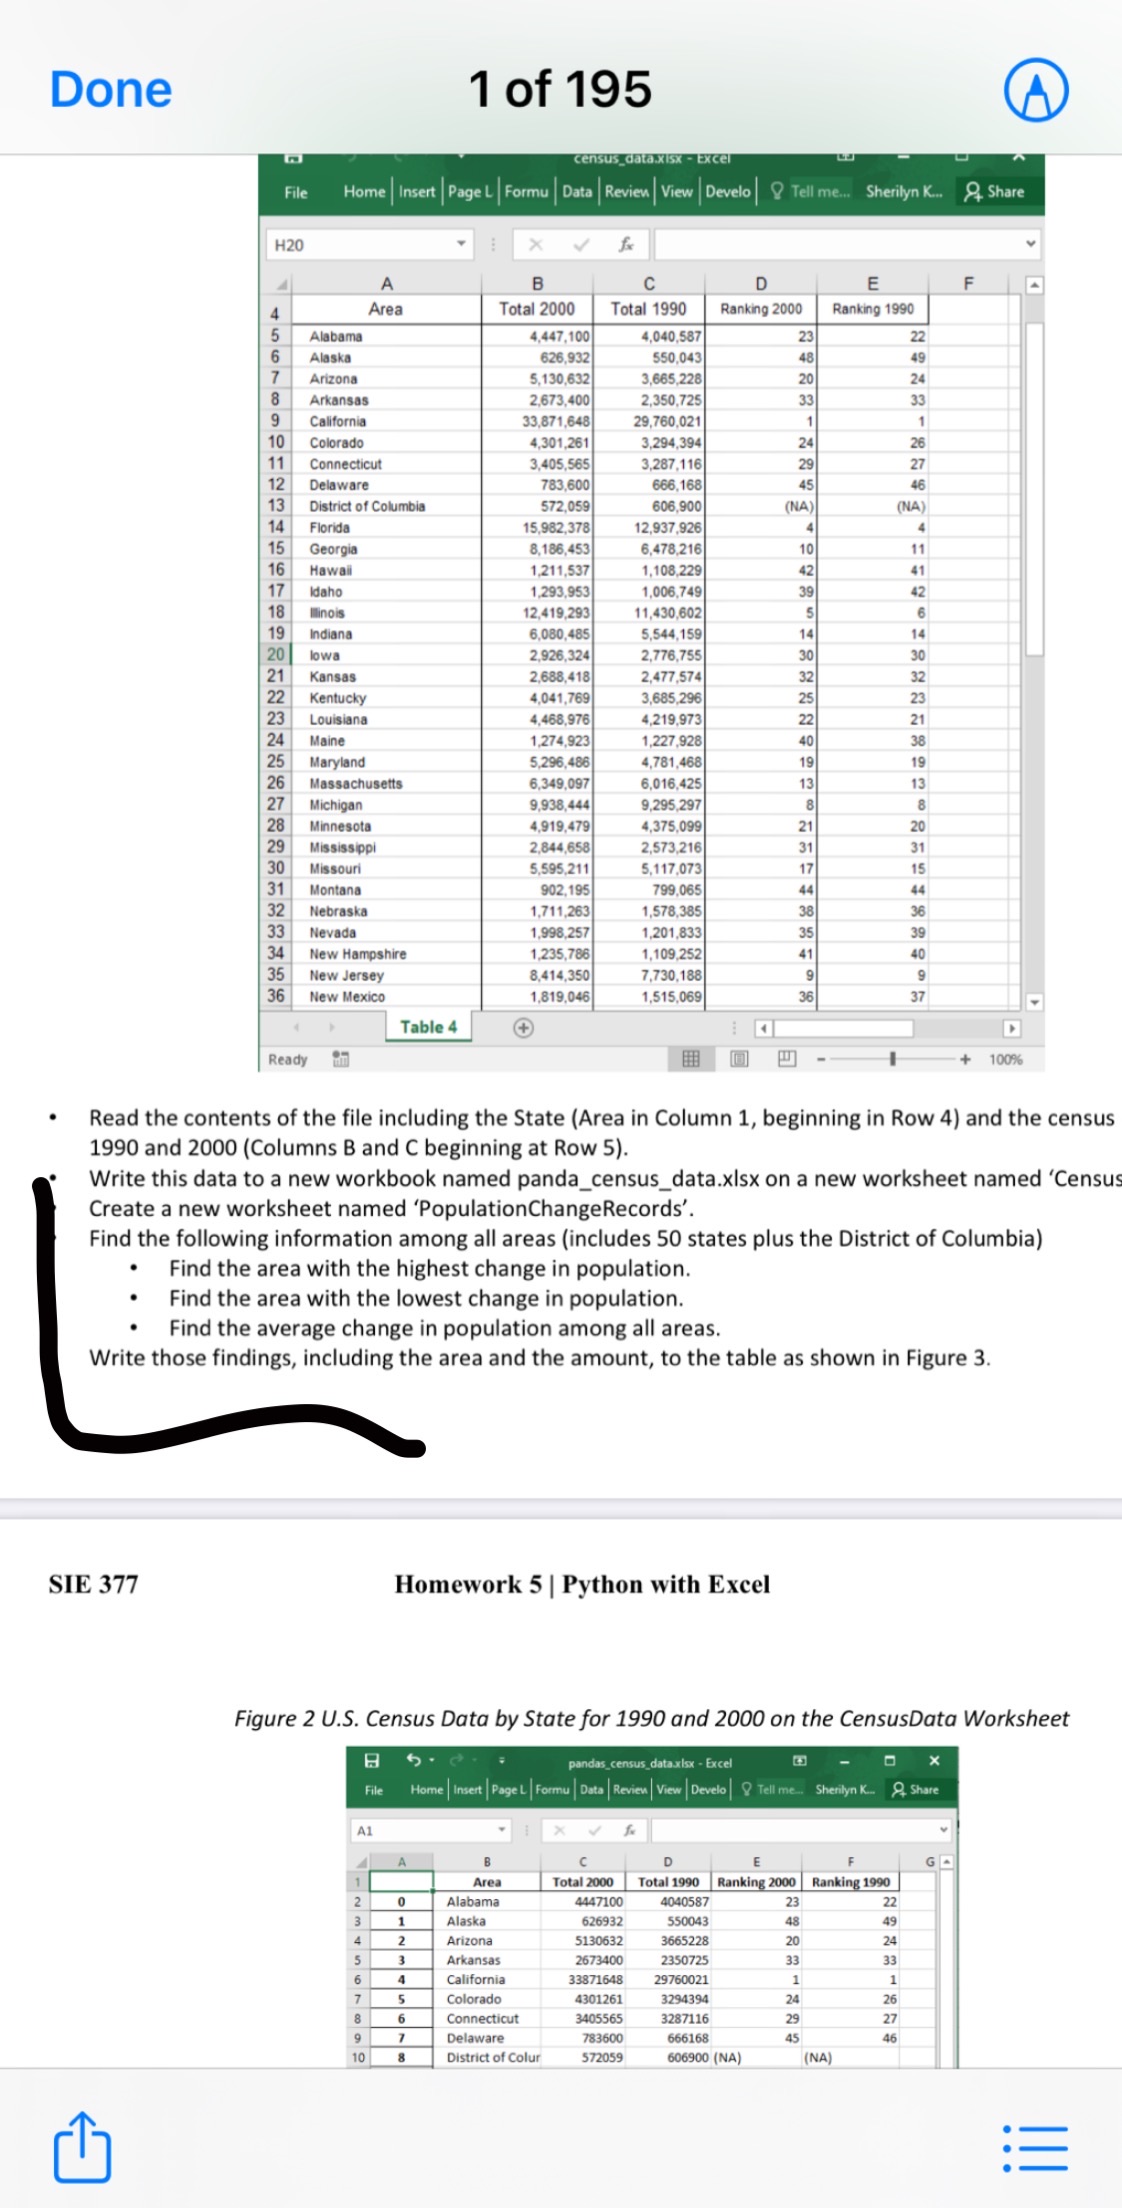 Done 1 of 195
census_data.xlsx - Excel
File Home Insert Page L Formu Data Review View Develo Tell me... Sherilyn K... Share
H20 fx
A B C D E F
4 Area Total 2000 Total 1990 Ranking 2000 Ranking 1990
5 Alabama 4,447,100 4,040,587 23 22
6 Alaska 626,932 550,043 48 49
7 Arizona 5,130,632 3,665,228 20 24
8 Arkansas 2,673,400 2,350,725 33 33
9 California 33,871,648 29,760,021 1 1
10 Colorado 4,301,261 3,294,394 24 26
11 Connecticut 3,405,565 3,287,116 29 27
12 Delaware 783,600 666,168 45 46
13 District of Columbia 572,059 606,900 (NA) (NA)
14 Florida 15,982,378 12,937,926 4 4
15 Georgia 8,186,453 6,478,216 10 11
16 Hawaii 1,211,537 1,108,229 42 41
17 Idaho 1,293,953 1,006,749 39 42
18 Illinois 12,419,293 11,430,602 5 6
19 Indiana 6,080,485 5,544,159 14 14
20 Iowa 2,926,324 2,776,755 30 30
21 Kansas 2,688,418 2,477,574 32 32
22 Kentucky 4,041,769 3,685,296 25 23
23 Louisiana 4,468,976 4,219,973 22 21
24 Maine 1,274,923 1,227,928 40 38
25 Maryland 5,296,486 4,781,468 19 19
26 Massachusetts 6,349,097 6,016,425 13 13
27 Michigan 9,938,444 9,295,297 8 8
28 Minnesota 4,919,479 4,375,099 21 20
29 Mississippi 2,844,658 2,573,216 31 31
30 Missouri 5,595,211 5,117,073 17 15
31 Montana 902,195 799,065 44 44
32 Nebraska 1,711,263 1,578,385 38 36
33 Nevada 1,998,257 1,201,833 35 39
34 New Hampshire 1,235,786 1,109,252 41 40
35 New Jersey 8,414,350 7,730,188 9 9
36 New Mexico 1,819,046 1,515,069 36 37
Table 4
Ready 100%
• Read the contents of the file including the State (Area in Column 1, beginning in Row 4) and the census
1990 and 2000 (Columns B and C beginning at Row 5).
• Write this data to a new workbook named panda_census_data.xlsx on a new worksheet named ‘Census
Create a new worksheet named ‘PopulationChangeRecords’.
Find the following information among all areas (includes 50 states plus the District of Columbia)
• Find the area with the highest change in population.
• Find the area with the lowest change in population.
• Find the average change in population among all areas.
Write those findings, including the area and the amount, to the table as shown in Figure 3.
SIE 377 Homework 5 | Python with Excel
Figure 2 U.S. Census Data by State for 1990 and 2000 on the CensusData Worksheet
pandas_census_data.xlsx - Excel
File Home Insert Page L Formu Data Review View Develo Tell me... Sherilyn K... Share
A1 fx
A B C D E F G
1 Area Total 2000 Total 1990 Ranking 2000 Ranking 1990
2 0 Alabama 4447100 4040587 23 22
3 1 Alaska 626932 550043 48 49
4 2 Arizona 5130632 3665228 20 24
5 3 Arkansas 2673400 2350725 33 33
6 4 California 33871648 29760021 1 1
7 5 Colorado 4301261 3294394 24 26
8 6 Connecticut 3405565 3287116 29 27
9 7 Delaware 783600 666168 45 46
10 8 District of Colur 572059 606900 (NA) (NA)